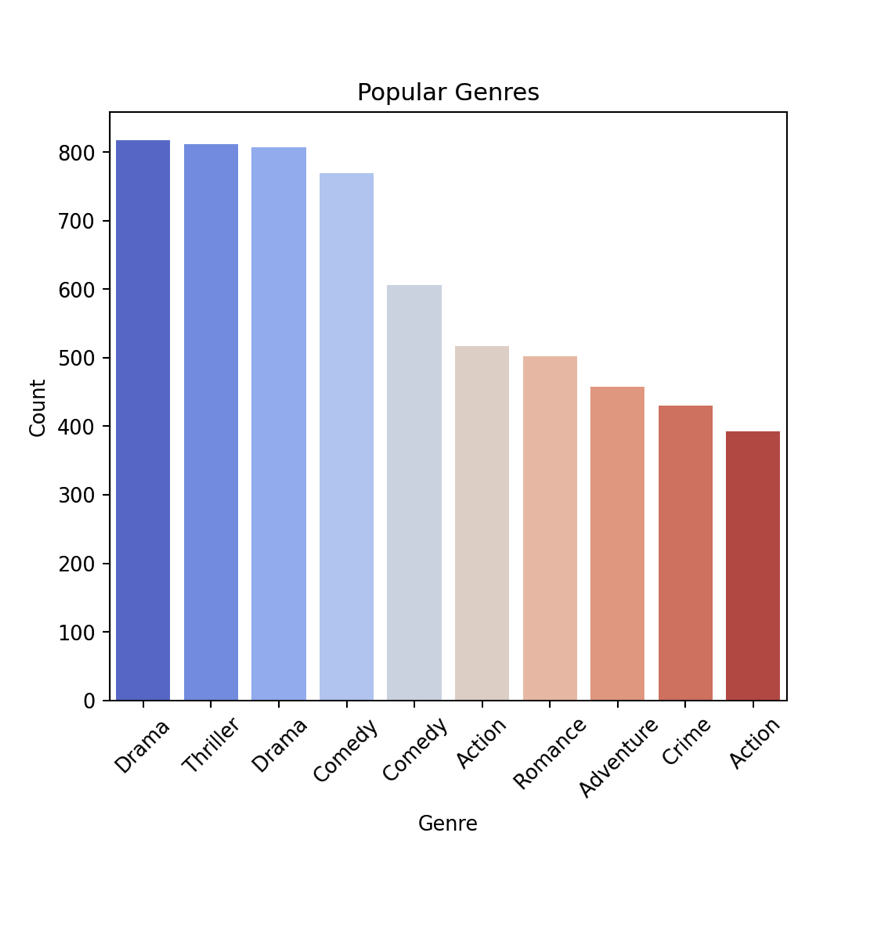 Popular Genres
800
700
600
500
400
300
200
100
0
Count
Drama
Thriller
Drama
Comedy
Comedy
Action
Romance
Adventure
Crime
Action
Genre